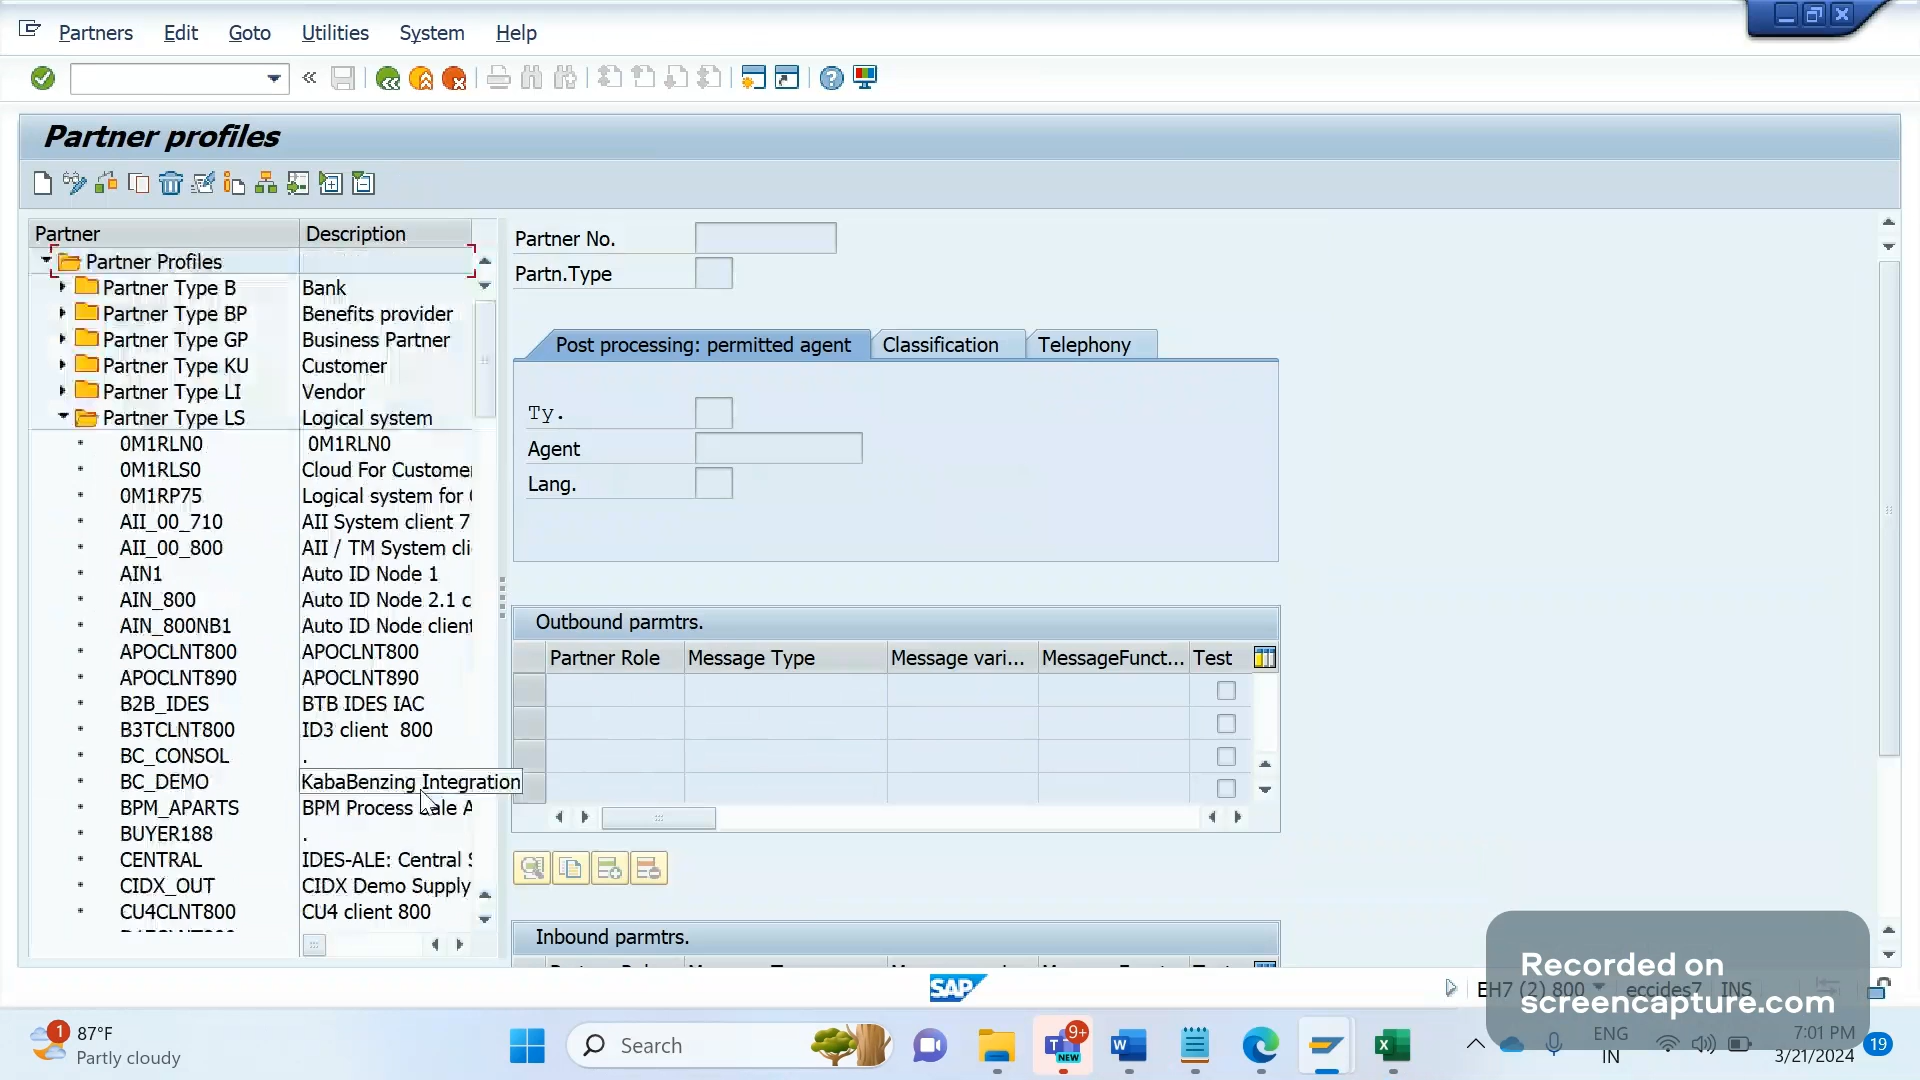 Partners Edit Goto Utilities System Help
Partner profiles
Partner Description
Partner Profiles
Partner Type B Bank
Partner Type BP Benefits provider
Partner Type GP Business Partner
Partner Type KU Customer
Partner Type LI Vendor
Partner Type LS Logical system
0M1RLN0 0M1RLN0
0M1RLS0 Cloud For Customer
0M1RP75 Logical system for
AII_00_710 AII System client 7
AII_00_800 AII / TM System cli
AIN1 Auto ID Node 1
AIN_800 Auto ID Node 2.1 c
AIN_800NB1 Auto ID Node client
APOCLNT800 APOCLNT800
APOCLNT890 APOCLNT890
B2B_IDES BTB IDES IAC
B3TCLNT800 ID3 client 800
BC_CONSOL .
BC_DEMO KabaBenzing Integration
BPM_APARTS BPM Process Sale A
BUYER188 .
CENTRAL IDES-ALE: Central S
CIDX_OUT CIDX Demo Supply
CU4CLNT800 CU4 client 800
Partner No.
Partn.Type
Post processing: permitted agent Classification Telephony
Ty.
Agent
Lang.
Outbound parmtrs.
Partner Role Message Type Message vari... MessageFunct... Test
Inbound parmtrs.
SAP
EH7 (2) 800 eccides7 INS
Recorded on
screencapture.com
1 87°F
Partly cloudy
Search
9+
NEW
ENG
IN
7:01 PM
3/21/2024
19